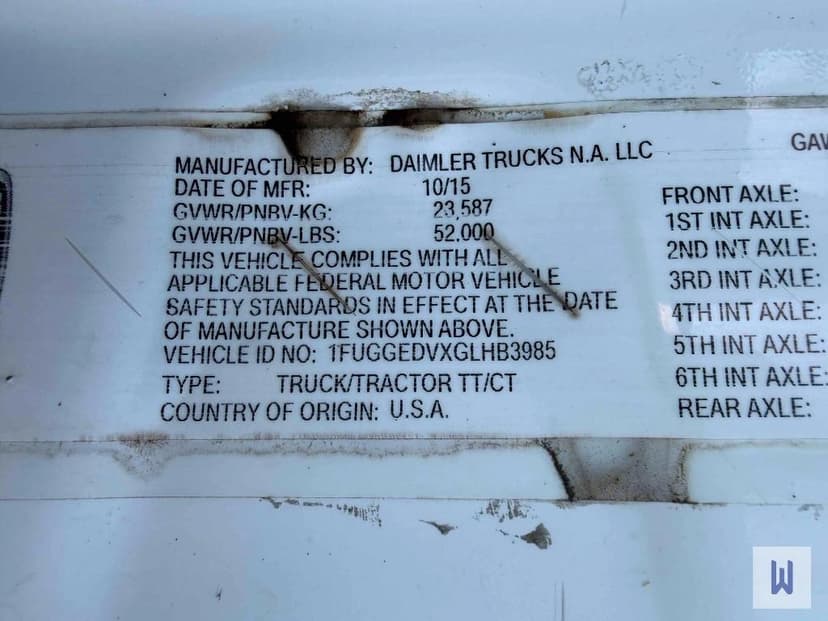 GAW
MANUFACTURED BY: DAIMLER TRUCKS N.A. LLC
DATE OF MFR: 10/15
GVWR/PNBV-KG: 23,587
GVWR/PNBV-LBS: 52,000
THIS VEHICLE COMPLIES WITH ALL
APPLICABLE FEDERAL MOTOR VEHICLE
SAFETY STANDARDS IN EFFECT AT THE DATE
OF MANUFACTURE SHOWN ABOVE.
VEHICLE ID NO: 1FUGGEDVXGLHB3985
TYPE: TRUCK/TRACTOR TT/CT
COUNTRY OF ORIGIN: U.S.A.
FRONT AXLE:
1ST INT AXLE:
2ND INT AXLE:
3RD INT AXLE:
4TH INT AXLE:
5TH INT AXLE:
6TH INT AXLE:
REAR AXLE:
W